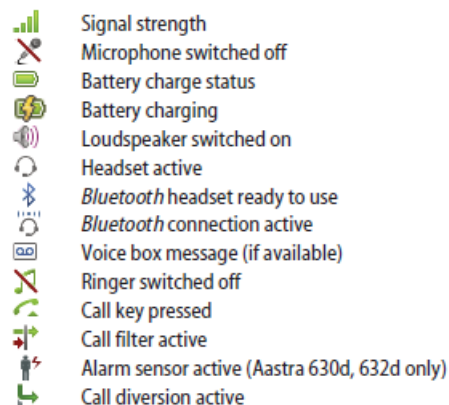 Signal strength
Microphone switched off
Battery charge status
Battery charging
Loudspeaker switched on
Headset active
Bluetooth headset ready to use
Bluetooth connection active
Voice box message (if available)
Ringer switched off
Call key pressed
Call filter active
Alarm sensor active (Aastra 630d, 632d only)
Call diversion active